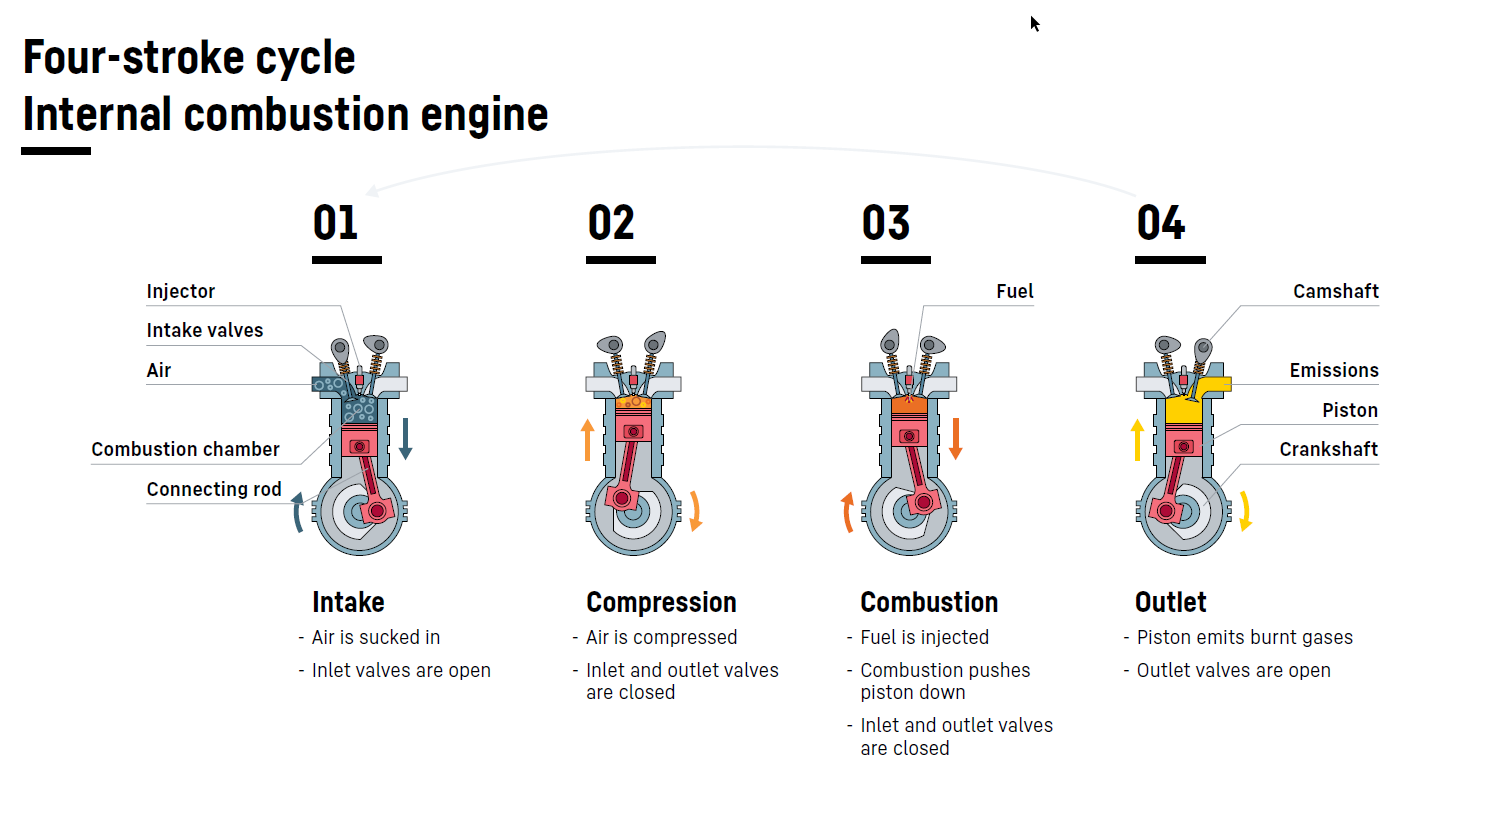 Four-stroke cycle
Internal combustion engine
01
02
03
04
Injector
Intake valves
Air
Combustion chamber
Connecting rod
Fuel
Camshaft
Emissions
Piston
Crankshaft
Intake
- Air is sucked in
- Inlet valves are open
Compression
- Air is compressed
- Inlet and outlet valves
are closed
Combustion
- Fuel is injected
- Combustion pushes
piston down
- Inlet and outlet valves
are closed
Outlet
- Piston emits burnt gases
- Outlet valves are open